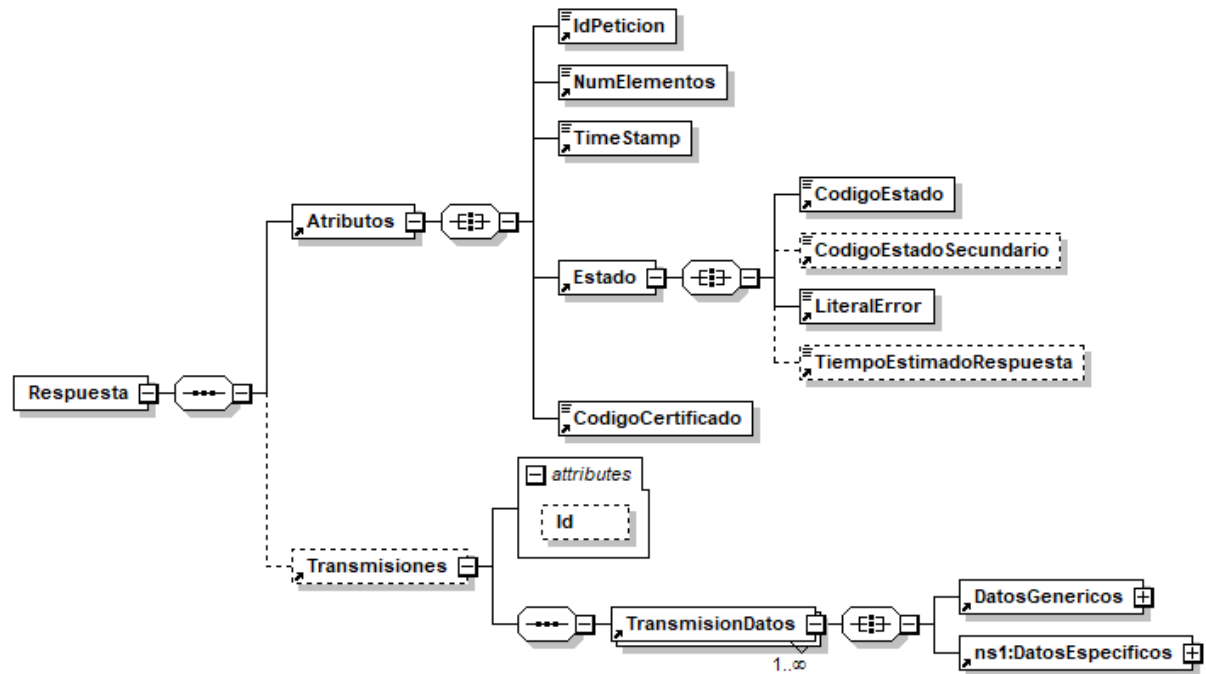 IdPeticion
NumElementos
TimeStamp
CodigoEstado
Atributos
CodigoEstadoSecundario
Estado
LiteralError
TiempoEstimadoRespuesta
Respuesta
CodigoCertificado
attributes
Id
Transmisiones
DatosGenericos
TransmisionDatos
ns1:DatosEspecificos
1..∞